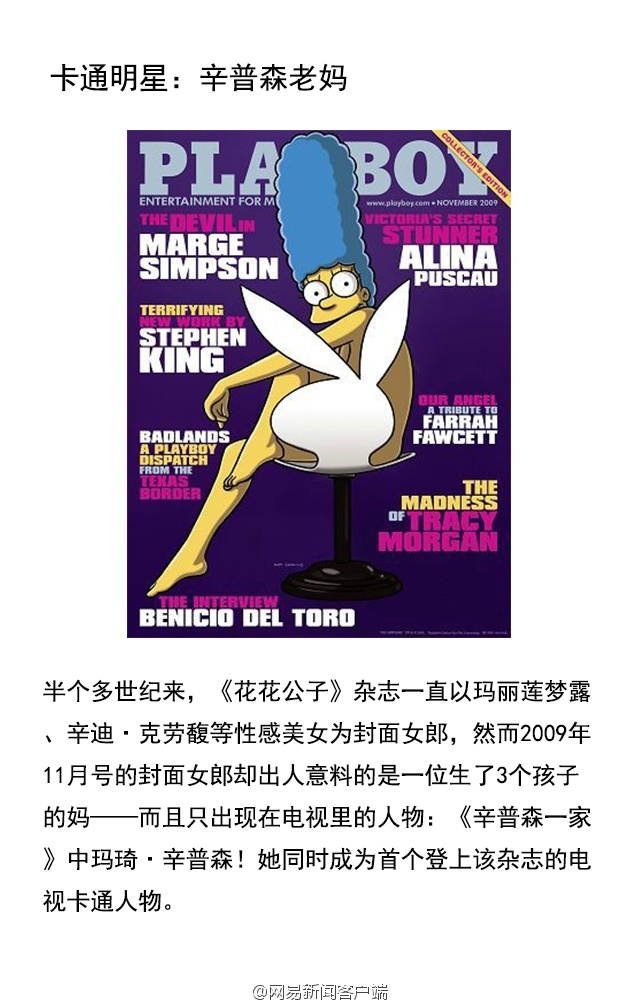 卡通明星：辛普森老妈
PLAYBOY
COLLECTOR'S EDITION
ENTERTAINMENT FOR M
www.playboy.com • NOVEMBER 2009
THE DEVIL IN
MARGE
SIMPSON
VICTORIA'S SECRET
STUNNER
ALINA
PUSCAU
TERRIFYING
NEW WORK BY
STEPHEN
KING
OUR ANGEL
A TRIBUTE TO
FARRAH
FAWCETT
BADLANDS
A PLAYBOY
DISPATCH
FROM THE
TEXAS
BORDER
THE
MADNESS
OF TRACY
MORGAN
THE INTERVIEW
BENICIO DEL TORO
半个多世纪来，《花花公子》杂志一直以玛丽莲梦露
、辛迪·克劳馥等性感美女为封面女郎，然而2009年
11月号的封面女郎却出人意料的是一位生了3个孩子
的妈——而且只出现在电视里的人物：《辛普森一家
》中玛琦·辛普森！她同时成为首个登上该杂志的电
视卡通人物。
@网易新闻客户端